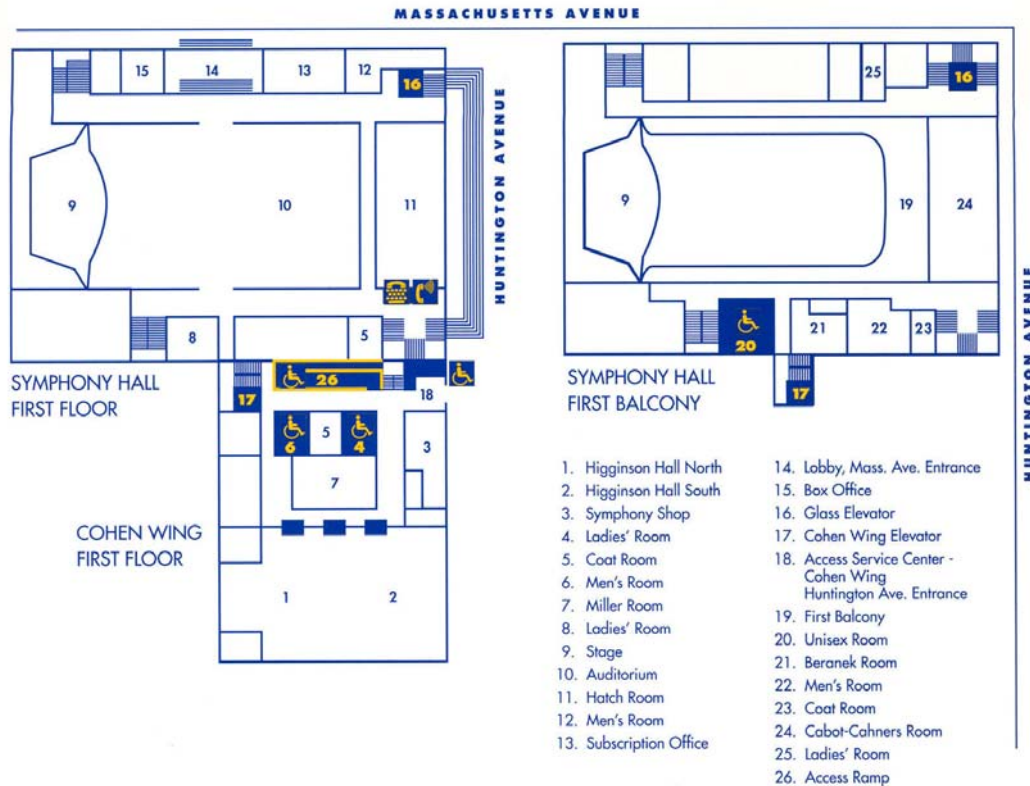 MASSACHUSETTS AVENUE
15
14
13
12
16
9
10
11
8
5
HUNTINGTON AVENUE
SYMPHONY HALL
FIRST FLOOR
17
26
18
6
5
4
3
7
COHEN WING
FIRST FLOOR
1
2
25
16
9
19
24
20
21
22
23
17
SYMPHONY HALL
FIRST BALCONY
HUNTINGTON AVENUE
1. Higginson Hall North
2. Higginson Hall South
3. Symphony Shop
4. Ladies' Room
5. Coat Room
6. Men's Room
7. Miller Room
8. Ladies' Room
9. Stage
10. Auditorium
11. Hatch Room
12. Men's Room
13. Subscription Office
14. Lobby, Mass. Ave. Entrance
15. Box Office
16. Glass Elevator
17. Cohen Wing Elevator
18. Access Service Center -
Cohen Wing
Huntington Ave. Entrance
19. First Balcony
20. Unisex Room
21. Beranek Room
22. Men's Room
23. Coat Room
24. Cabot-Cahners Room
25. Ladies' Room
26. Access Ramp